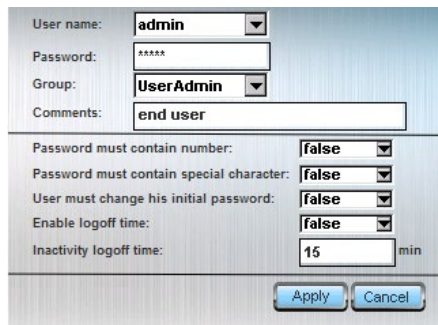 User name: admin
Password: *****
Group: UserAdmin
Comments: end user
Password must contain number: false
Password must contain special character: false
User must change his initial password: false
Enable logoff time: false
Inactivity logoff time: 15 min
Apply Cancel